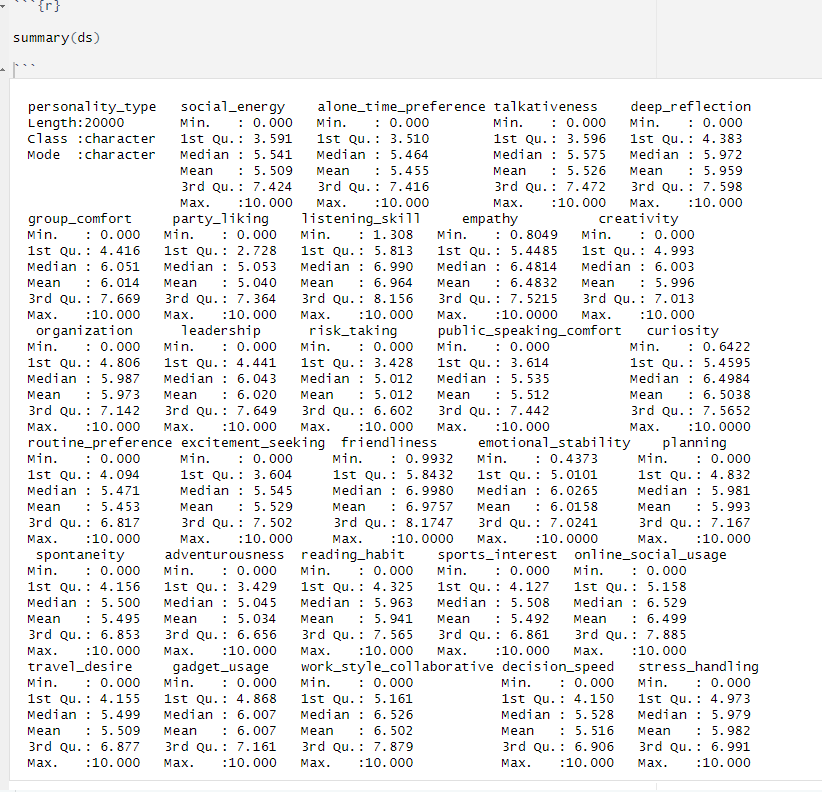 ```{r}
summary(ds)
```
personality_type social_energy alone_time_preference talkativeness deep_reflection
Length:20000 Min. : 0.000 Min. : 0.000 Min. : 0.000 Min. : 0.000
Class :character 1st Qu.: 3.591 1st Qu.: 3.510 1st Qu.: 3.596 1st Qu.: 4.383
Mode :character Median : 5.541 Median : 5.464 Median : 5.575 Median : 5.972
Mean : 5.509 Mean : 5.455 Mean : 5.526 Mean : 5.959
3rd Qu.: 7.424 3rd Qu.: 7.416 3rd Qu.: 7.472 3rd Qu.: 7.598
Max. :10.000 Max. :10.000 Max. :10.000 Max. :10.000
group_comfort party_liking listening_skill empathy creativity
Min. : 0.000 Min. : 0.000 Min. : 1.308 Min. : 0.8049 Min. : 0.000
1st Qu.: 4.416 1st Qu.: 2.728 1st Qu.: 5.813 1st Qu.: 5.4485 1st Qu.: 4.993
Median : 6.051 Median : 5.053 Median : 6.990 Median : 6.4814 Median : 6.003
Mean : 6.014 Mean : 5.040 Mean : 6.964 Mean : 6.4832 Mean : 5.996
3rd Qu.: 7.669 3rd Qu.: 7.364 3rd Qu.: 8.156 3rd Qu.: 7.5215 3rd Qu.: 7.013
Max. :10.000 Max. :10.000 Max. :10.000 Max. :10.0000 Max. :10.000
organization leadership risk_taking public_speaking_comfort curiosity
Min. : 0.000 Min. : 0.000 Min. : 0.000 Min. : 0.000 Min. : 0.6422
1st Qu.: 4.806 1st Qu.: 4.441 1st Qu.: 3.428 1st Qu.: 3.614 1st Qu.: 5.4595
Median : 5.987 Median : 6.043 Median : 5.012 Median : 5.535 Median : 6.4984
Mean : 5.973 Mean : 6.020 Mean : 5.012 Mean : 5.512 Mean : 6.5038
3rd Qu.: 7.142 3rd Qu.: 7.649 3rd Qu.: 6.602 3rd Qu.: 7.442 3rd Qu.: 7.5652
Max. :10.000 Max. :10.000 Max. :10.000 Max. :10.000 Max. :10.0000
routine_preference excitement_seeking friendliness emotional_stability planning
Min. : 0.000 Min. : 0.000 Min. : 0.9932 Min. : 0.4373 Min. : 0.000
1st Qu.: 4.094 1st Qu.: 3.604 1st Qu.: 5.8432 1st Qu.: 5.0101 1st Qu.: 4.832
Median : 5.471 Median : 5.545 Median : 6.9980 Median : 6.0265 Median : 5.981
Mean : 5.453 Mean : 5.529 Mean : 6.9757 Mean : 6.0158 Mean : 5.993
3rd Qu.: 6.817 3rd Qu.: 7.502 3rd Qu.: 8.1747 3rd Qu.: 7.0241 3rd Qu.: 7.167
Max. :10.000 Max. :10.000 Max. :10.0000 Max. :10.0000 Max. :10.000
spontaneity adventurousness reading_habit sports_interest online_social_usage
Min. : 0.000 Min. : 0.000 Min. : 0.000 Min. : 0.000 Min. : 0.000
1st Qu.: 4.156 1st Qu.: 3.429 1st Qu.: 4.325 1st Qu.: 4.127 1st Qu.: 5.158
Median : 5.500 Median : 5.045 Median : 5.963 Median : 5.508 Median : 6.529
Mean : 5.495 Mean : 5.034 Mean : 5.941 Mean : 5.492 Mean : 6.499
3rd Qu.: 6.853 3rd Qu.: 6.656 3rd Qu.: 7.565 3rd Qu.: 6.861 3rd Qu.: 7.885
Max. :10.000 Max. :10.000 Max. :10.000 Max. :10.000 Max. :10.000
travel_desire gadget_usage work_style_collaborative decision_speed stress_handling
Min. : 0.000 Min. : 0.000 Min. : 0.000 Min. : 0.000 Min. : 0.000
1st Qu.: 4.155 1st Qu.: 4.868 1st Qu.: 5.161 1st Qu.: 4.150 1st Qu.: 4.973
Median : 5.499 Median : 6.007 Median : 6.526 Median : 5.528 Median : 5.979
Mean : 5.509 Mean : 6.007 Mean : 6.502 Mean : 5.516 Mean : 5.982
3rd Qu.: 6.877 3rd Qu.: 7.161 3rd Qu.: 7.879 3rd Qu.: 6.906 3rd Qu.: 6.991
Max. :10.000 Max. :10.000 Max. :10.000 Max. :10.000 Max. :10.000